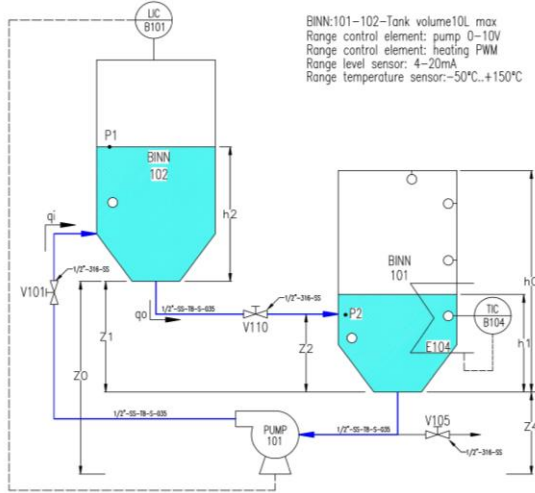 LIC
B101
BINN:101-102-Tank volume10L max
Range control element: pump 0-10V
Range control element: heating PWM
Range level sensor: 4-20mA
Range temperature sensor:-50°C..+150°C
P1
BINN
102
h2
qi
1/2"-316-SS
V101
qo
1/2"-SS-TB-S-035
1/2"-316-SS
V110
Z1
Z2
Z0
BINN
101
P2
E104
TIC
B104
h0
h1
1/2"-SS-TB-S-035
PUMP
101
1/2"-SS-TB-S-035
V105
1/2"-316-SS
Z4